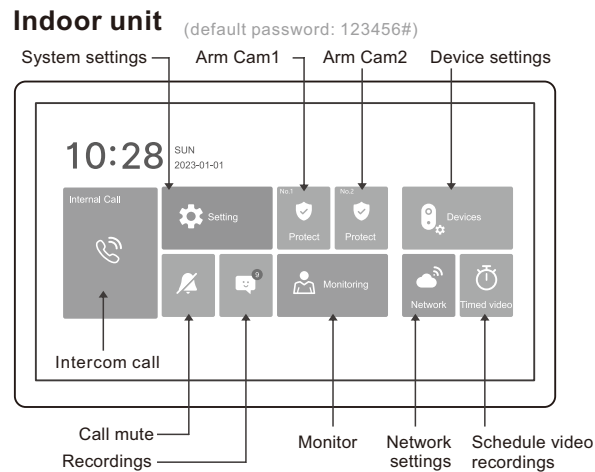 Indoor unit (default password: 123456#)
System settings Arm Cam1 Arm Cam2 Device settings
10:28 SUN
2023-01-01
Internal Call
Setting
No.1
Protect
No.2
Protect
Devices
9
Monitoring
Network
Timed video
Intercom call
Call mute
Recordings
Monitor
Network
settings
Schedule video
recordings